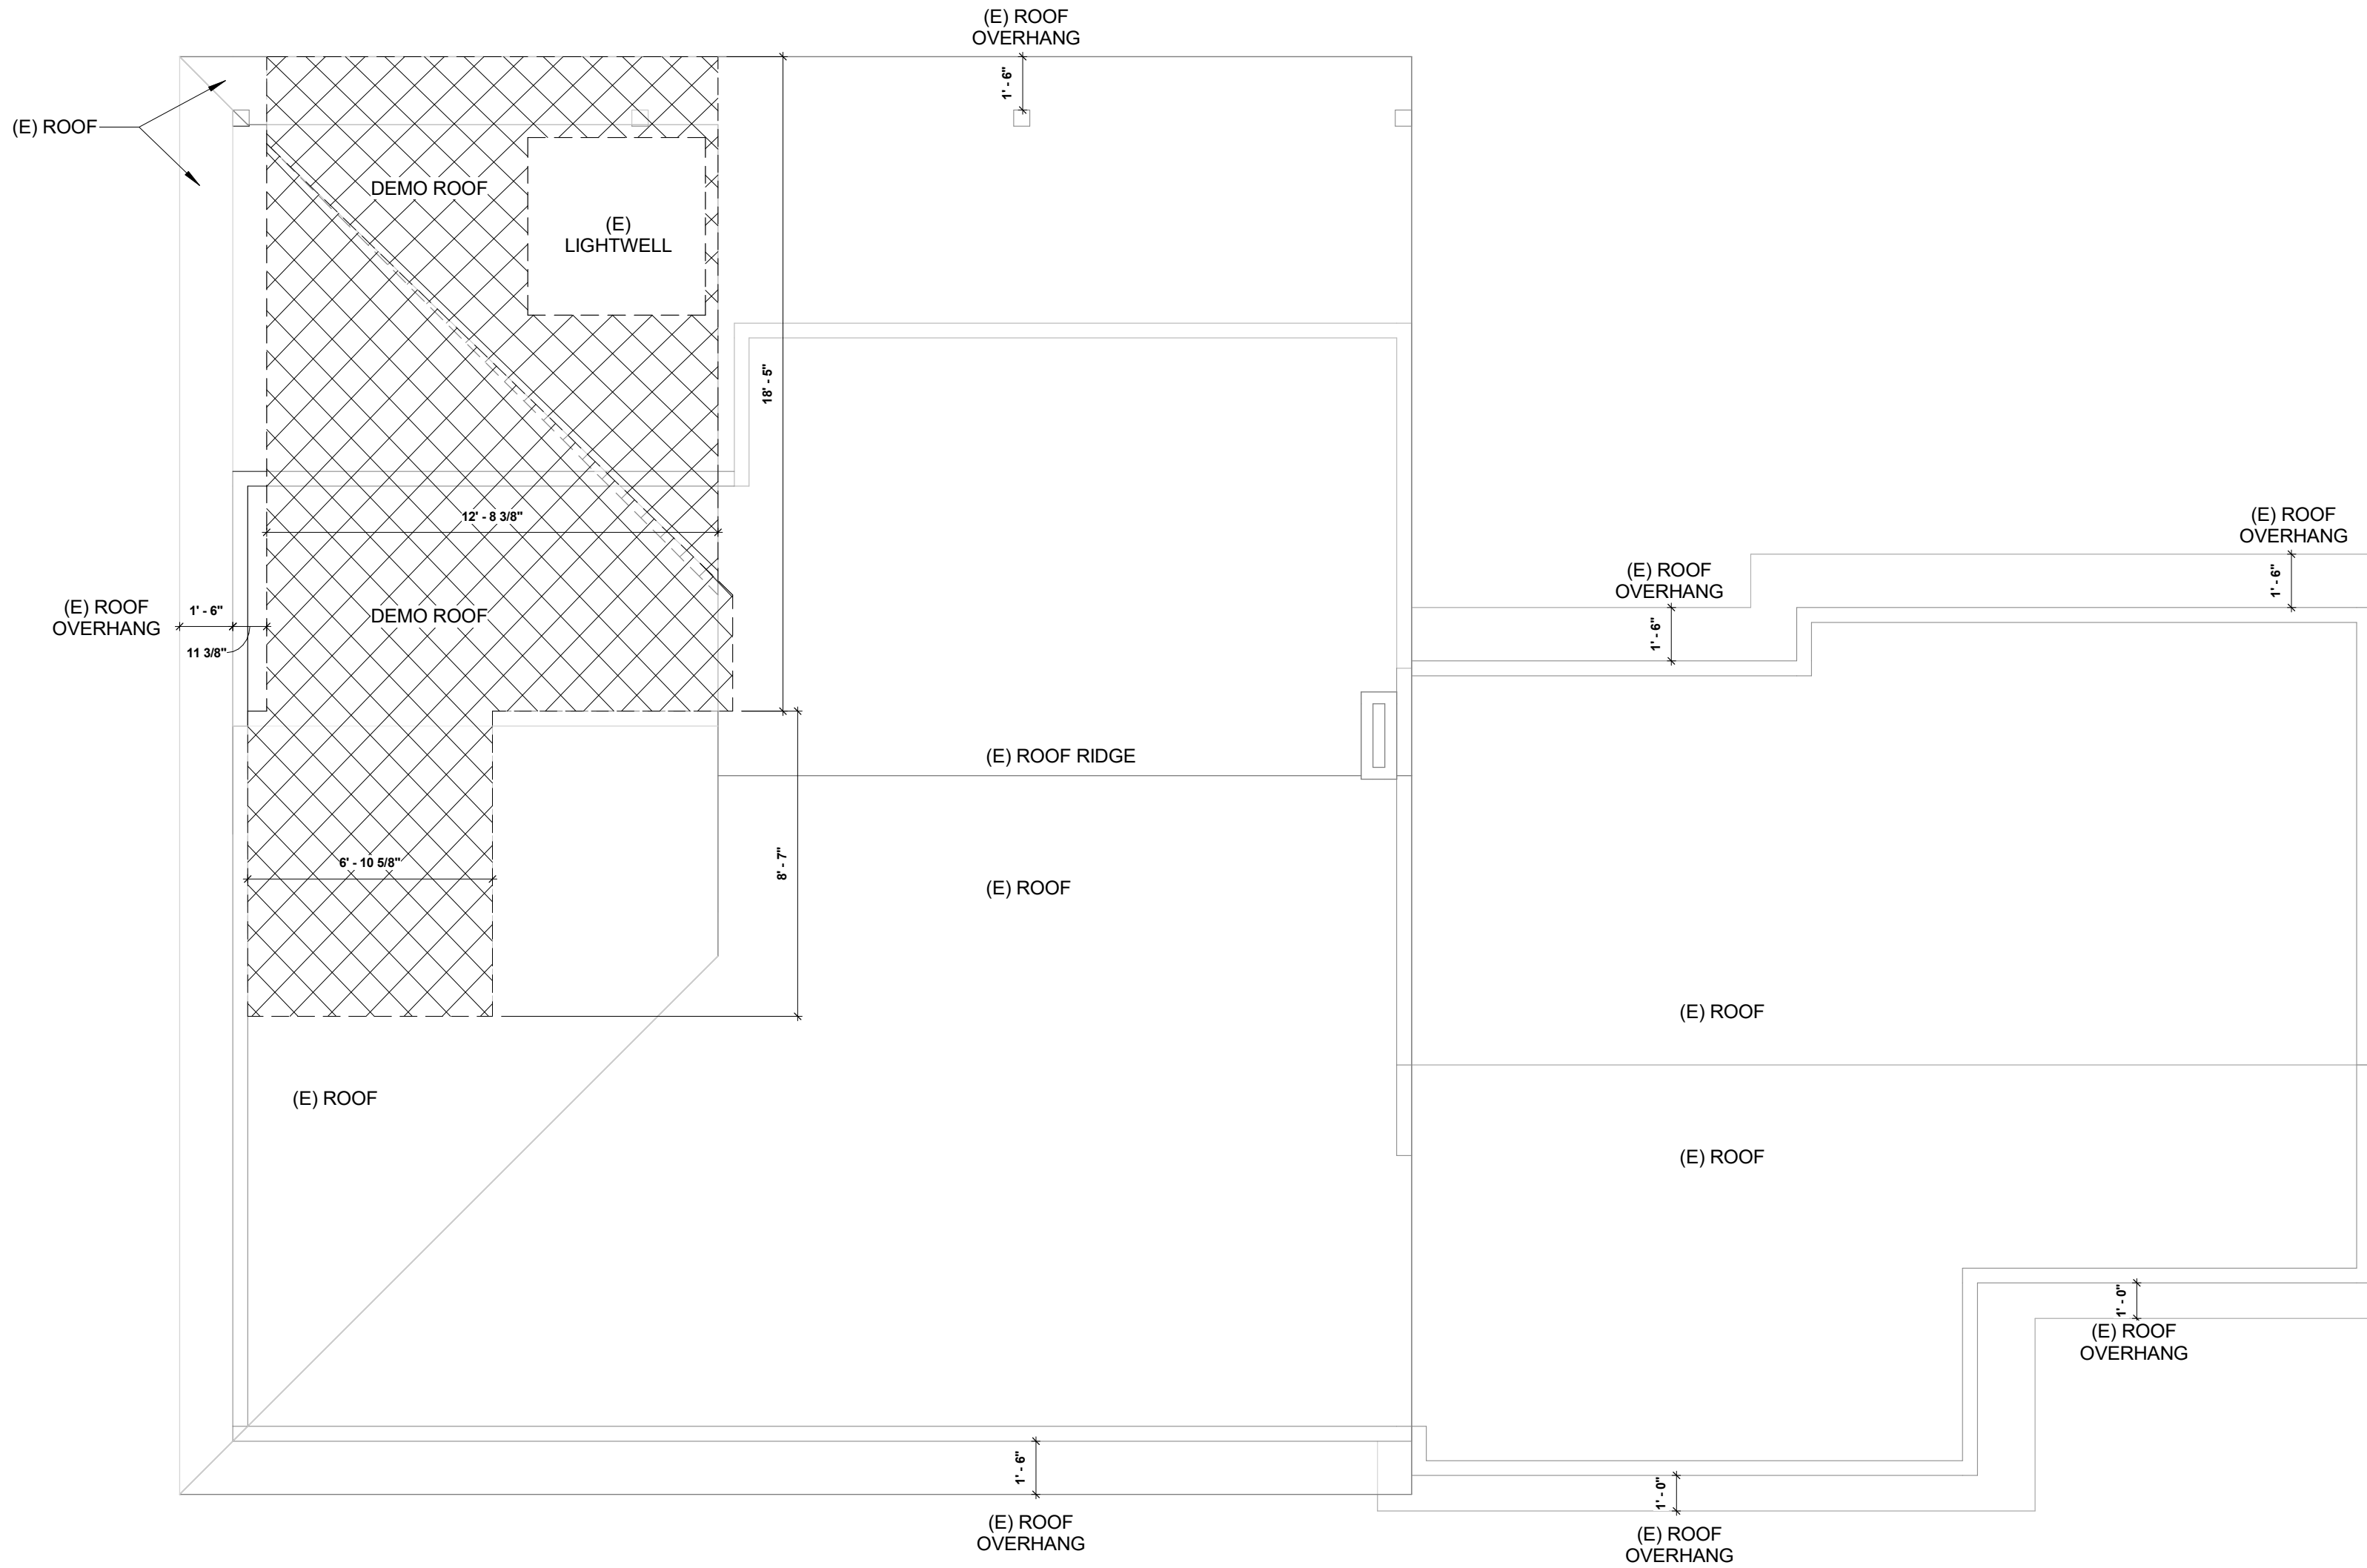 (E) ROOF
OVERHANG
1' - 6"
(E) ROOF
DEMO ROOF
(E)
LIGHTWELL
18' - 5"
12' - 8 3/8"
(E) ROOF
OVERHANG
1' - 6"
(E) ROOF
OVERHANG
1' - 6"
(E) ROOF
OVERHANG
1' - 6"
11 3/8"
DEMO ROOF
(E) ROOF RIDGE
6' - 10 5/8"
8' - 7"
(E) ROOF
(E) ROOF
(E) ROOF
(E) ROOF
1' - 0"
(E) ROOF
OVERHANG
1' - 6"
(E) ROOF
OVERHANG
1' - 0"
(E) ROOF
OVERHANG